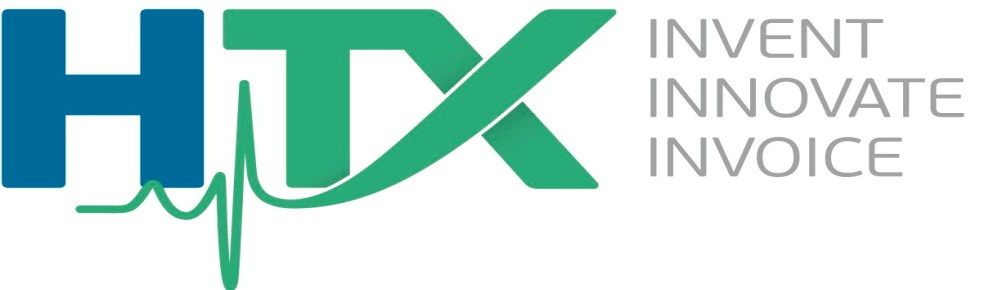 HTX
INVENT
INNOVATE
INVOICE